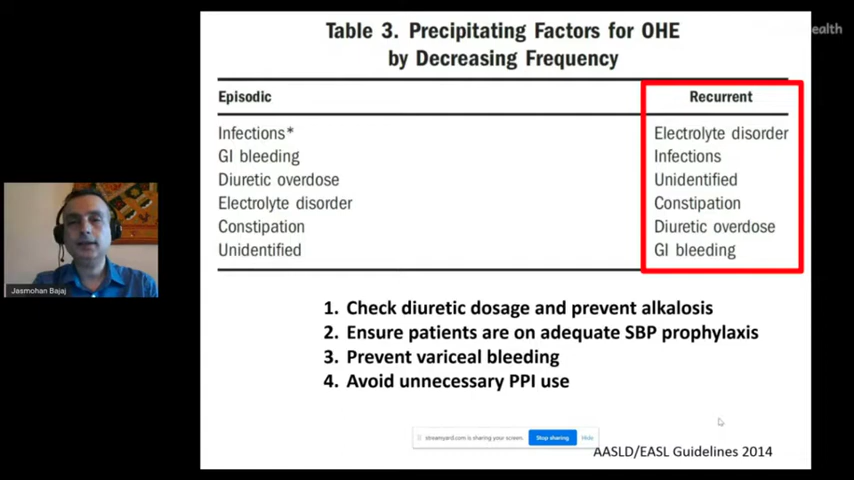 Table 3. Precipitating Factors for OHE
by Decreasing Frequency
ealth
Episodic
Recurrent
Infections*
Electrolyte disorder
GI bleeding
Infections
Diuretic overdose
Unidentified
Electrolyte disorder
Constipation
Constipation
Diuretic overdose
Unidentified
GI bleeding
Jasmohan Bajaj
1. Check diuretic dosage and prevent alkalosis
2. Ensure patients are on adequate SBP prophylaxis
3. Prevent variceal bleeding
4. Avoid unnecessary PPI use
streamyard.com is sharing your screen. Stop sharing Hide
AASLD/EASL Guidelines 2014